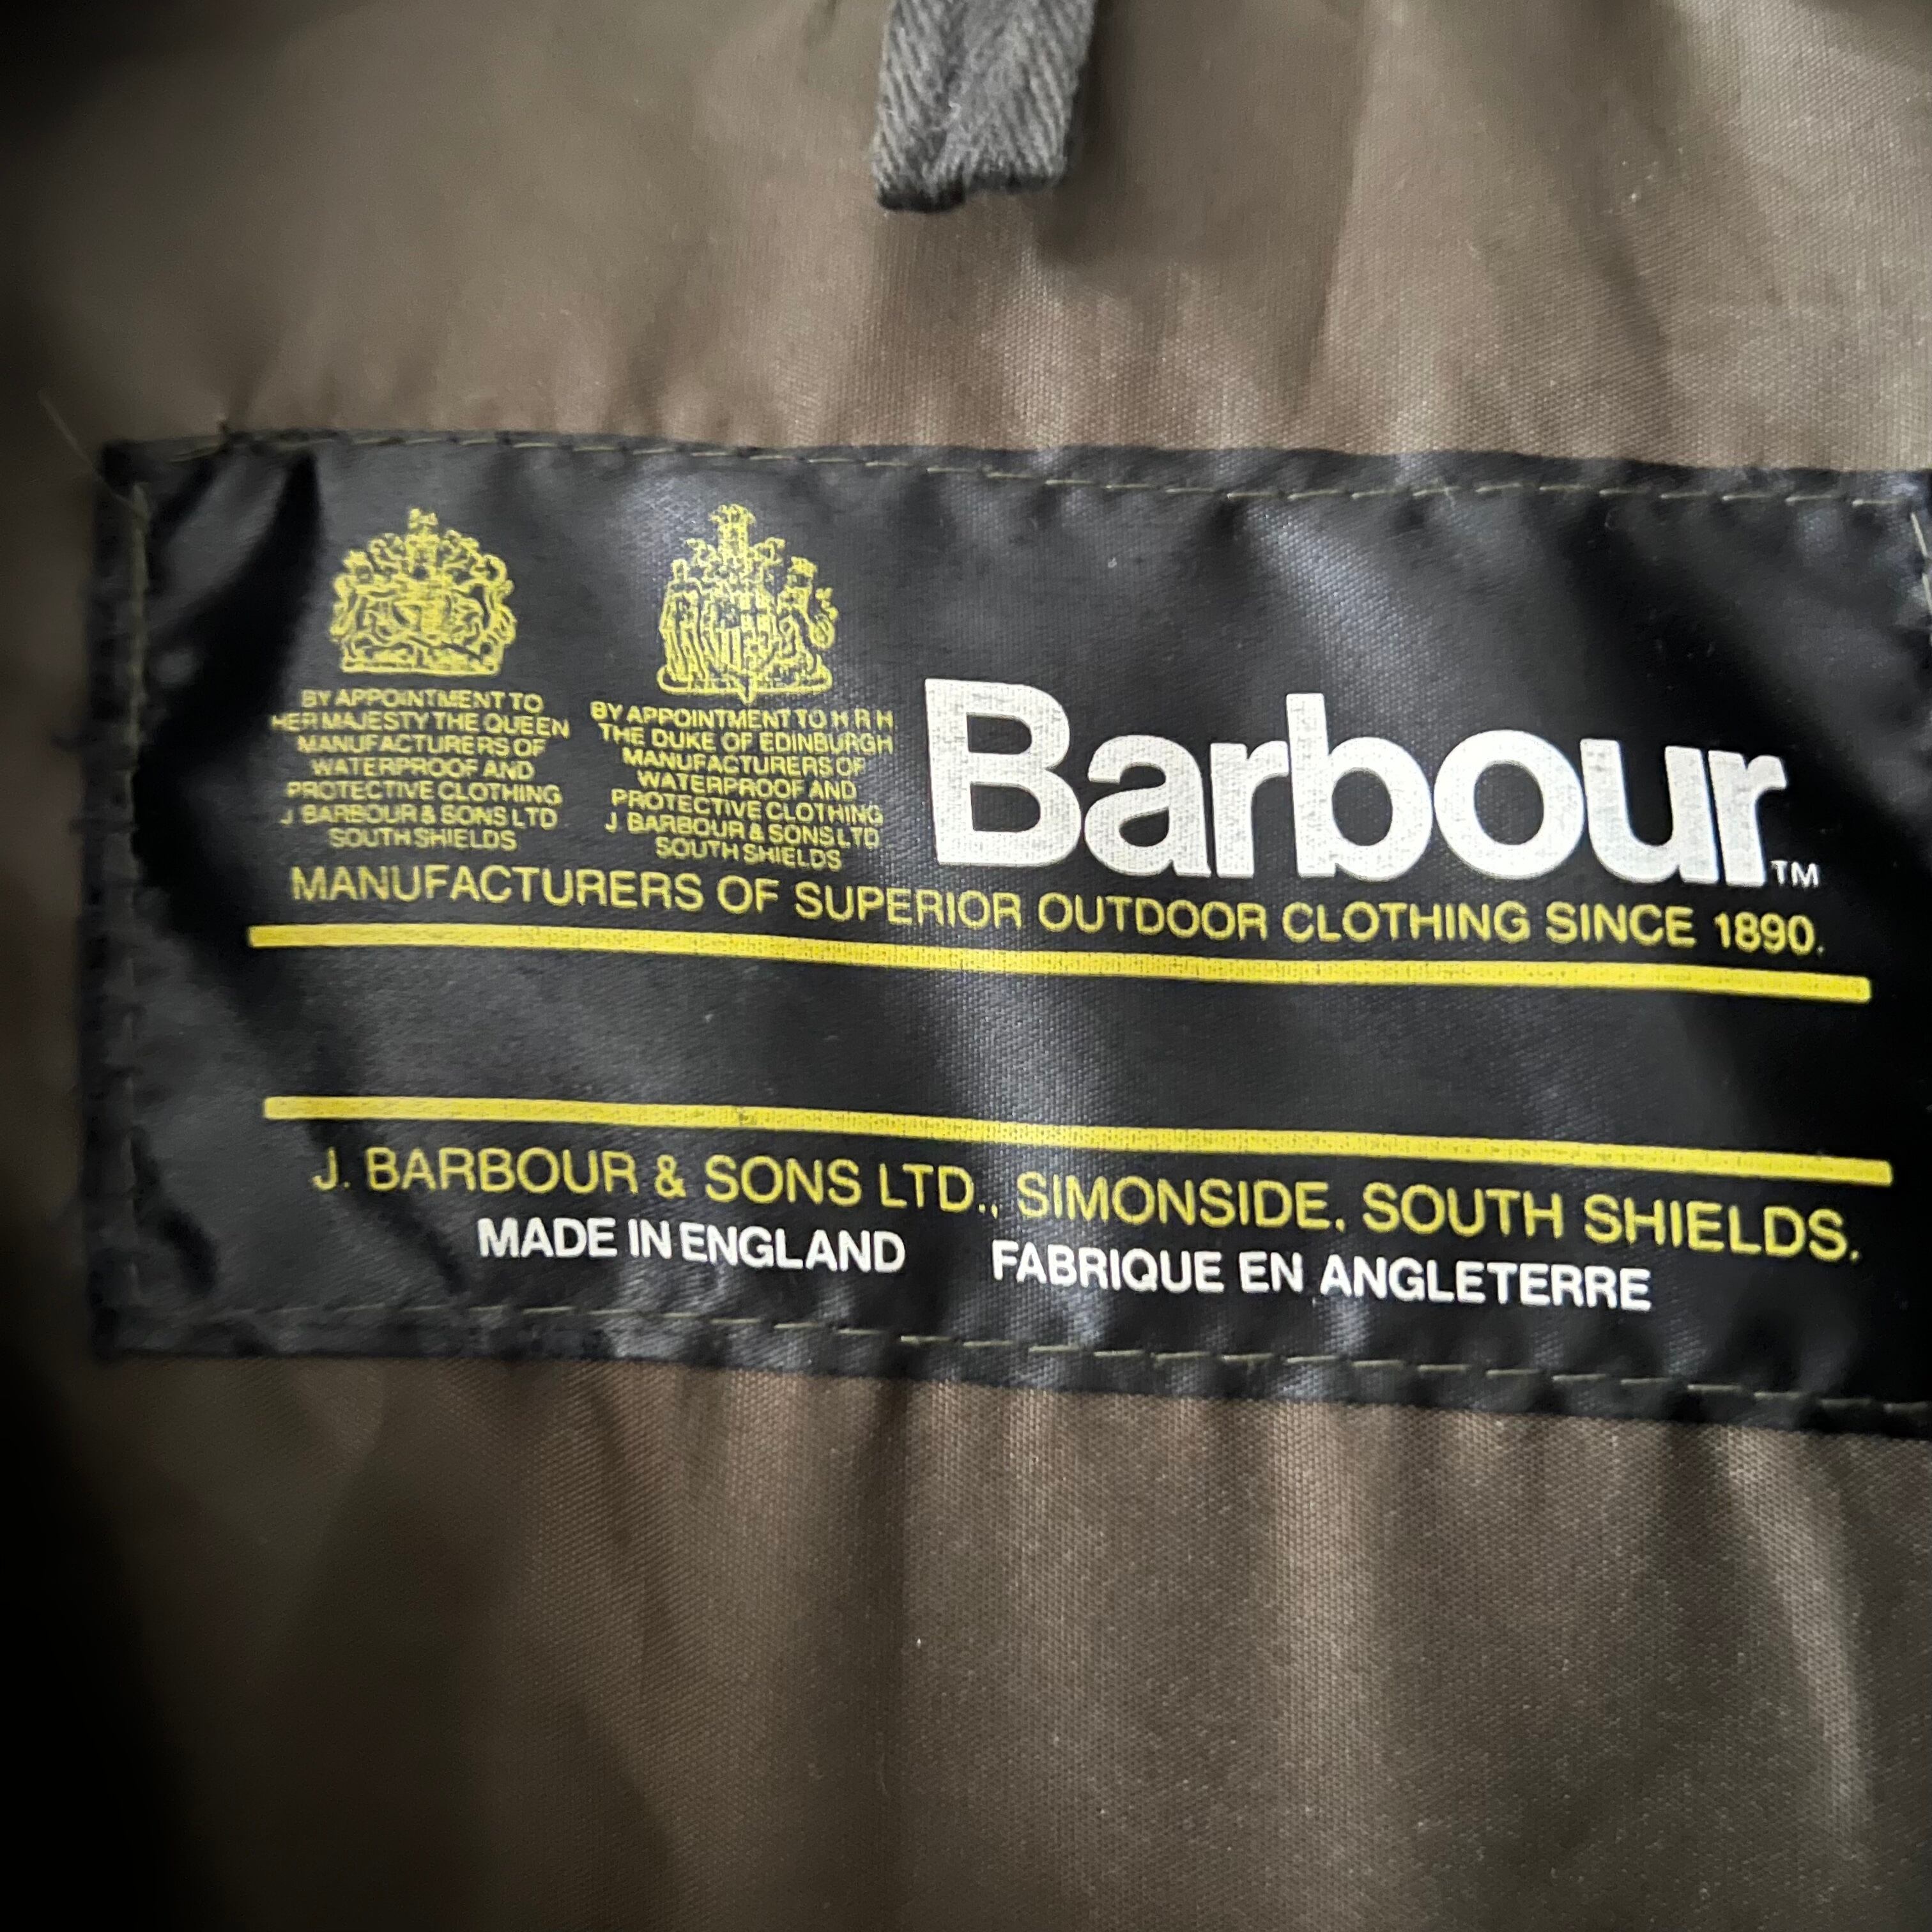 BY APPOINTMENT TO
HER MAJESTY THE QUEEN
MANUFACTURERS OF
WATERPROOF AND
PROTECTIVE CLOTHING
J BARBOUR & SONS LTD
SOUTH SHIELDS
BY APPOINTMENT TO H R H
THE DUKE OF EDINBURGH
MANUFACTURERS OF
WATERPROOF AND
PROTECTIVE CLOTHING
J BARBOUR & SONS LTD
SOUTH SHIELDS
Barbour™
MANUFACTURERS OF SUPERIOR OUTDOOR CLOTHING SINCE 1890.
J. BARBOUR & SONS LTD., SIMONSIDE, SOUTH SHIELDS.
MADE IN ENGLAND FABRIQUE EN ANGLETERRE